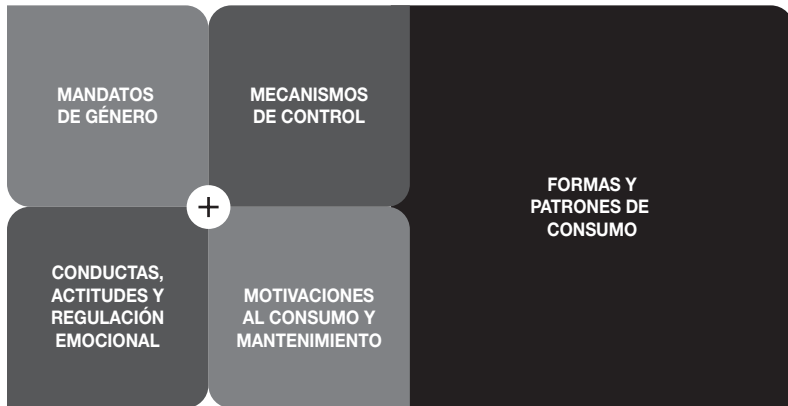 MANDATOS
DE GÉNERO
MECANISMOS
DE CONTROL
+
CONDUCTAS,
ACTITUDES Y
REGULACIÓN
EMOCIONAL
MOTIVACIONES
AL CONSUMO Y
MANTENIMIENTO
FORMAS Y
PATRONES DE
CONSUMO